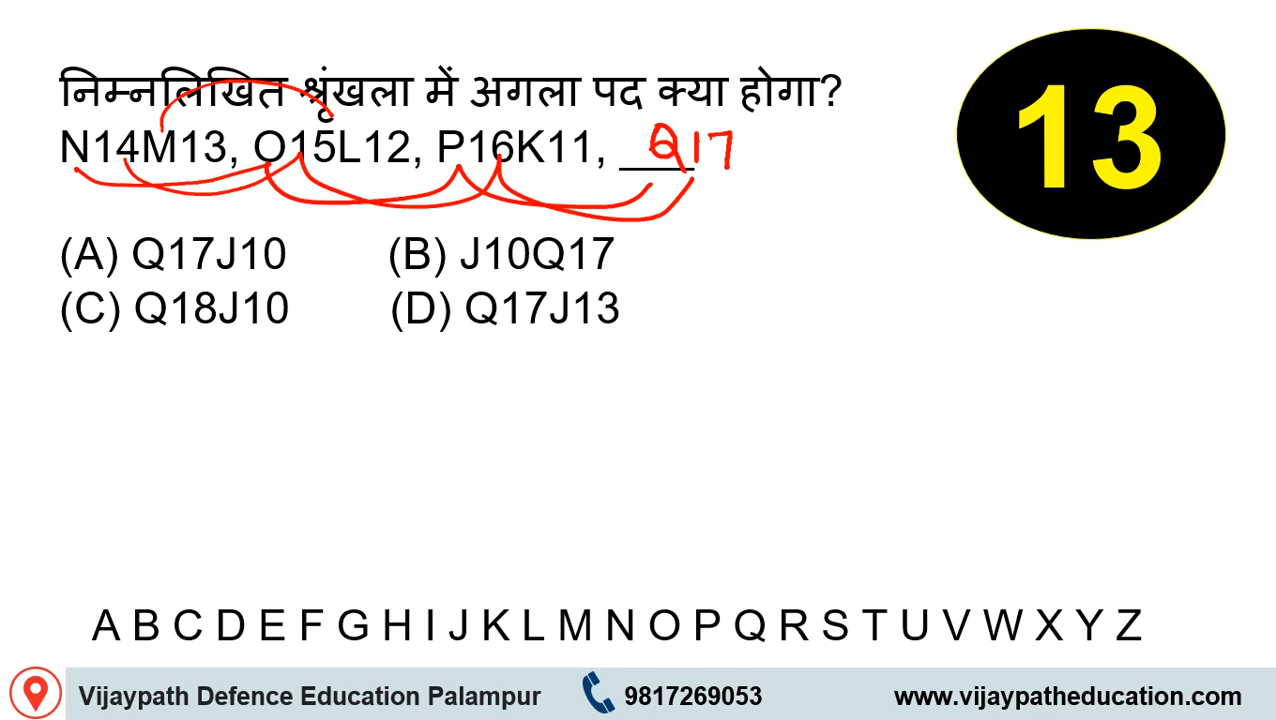 निम्नलिखित श्रृंखला में अगला पद क्या होगा?
N14M13, O15L12, P16K11, ____ Q17
(A) Q17J10 (B) J10Q17
(C) Q18J10 (D) Q17J13
13
A B C D E F G H I J K L M N O P Q R S T U V W X Y Z
Vijaypath Defence Education Palampur 9817269053 www.vijaypatheducation.com